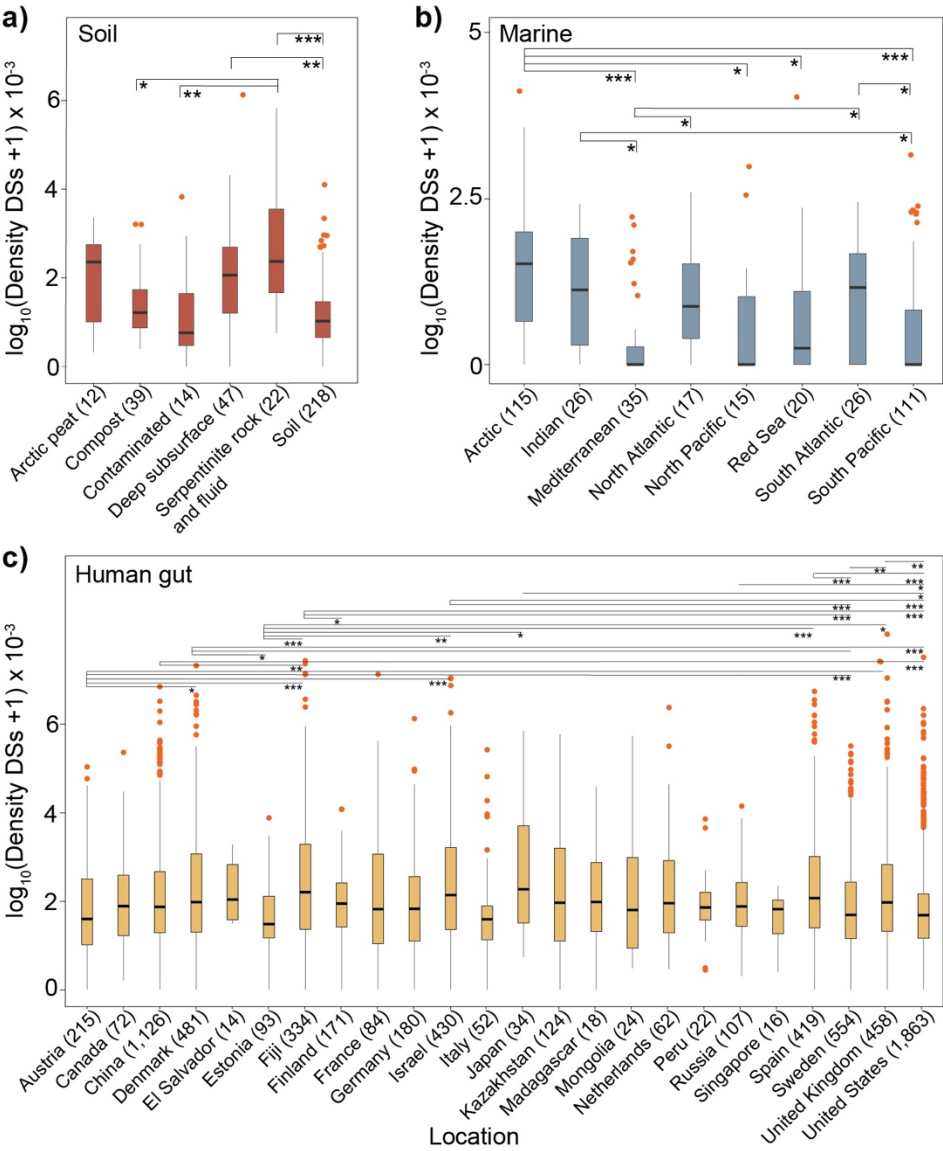 a)
Soil
***
**
*
**
log10(Density DSs +1) x 10-3
6
4
2
0
Arctic peat (12)
Compost (39)
Contaminated (14)
Deep subsurface (47)
Serpentinite rock (22)
and fluid
Soil (218)
b)
Marine
***
*
*
***
*
*
*
*
*
log10(Density DSs +1) x 10-3
5
2.5
0
Arctic (115)
Indian (26)
Mediterranean (35)
North Atlantic (17)
North Pacific (15)
Red Sea (20)
South Atlantic (26)
South Pacific (111)
c)
Human gut
**
**
***
***
*
*
***
***
***
***
*
*
*
***
**
***
*
***
**
***
***
***
***
*
log10(Density DSs +1) x 10-3
6
4
2
0
Austria (215)
Canada (72)
China (1,126)
Denmark (481)
El Salvador (14)
Estonia (93)
Fiji (334)
Finland (171)
France (84)
Germany (180)
Israel (430)
Italy (52)
Japan (34)
Kazakhstan (124)
Madagascar (18)
Mongolia (24)
Netherlands (62)
Peru (22)
Russia (107)
Singapore (16)
Spain (419)
Sweden (554)
United Kingdom (458)
United States (1,863)
Location